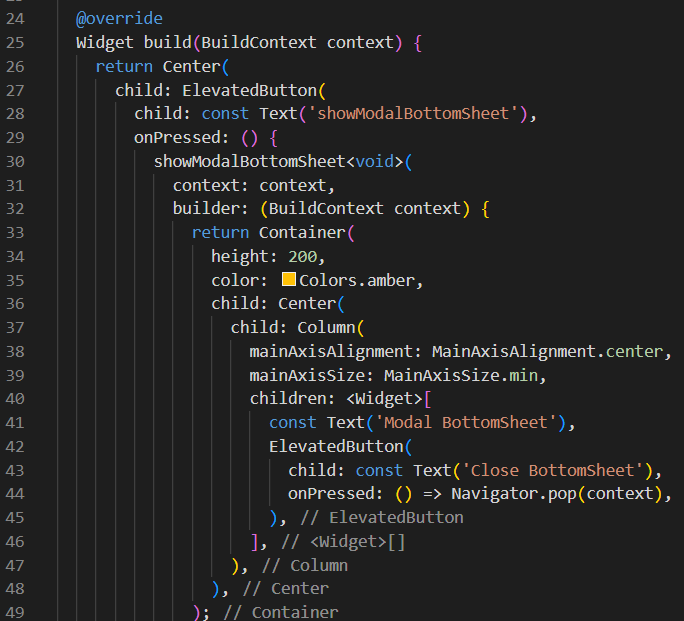 24 @override
25 Widget build(BuildContext context) {
26 return Center(
27 child: ElevatedButton(
28 child: const Text('showModalBottomSheet'),
29 onPressed: () {
30 showModalBottomSheet<void>(
31 context: context,
32 builder: (BuildContext context) {
33 return Container(
34 height: 200,
35 color: Colors.amber,
36 child: Center(
37 child: Column(
38 mainAxisAlignment: MainAxisAlignment.center,
39 mainAxisSize: MainAxisSize.min,
40 children: <Widget>[
41 const Text('Modal BottomSheet'),
42 ElevatedButton(
43 child: const Text('Close BottomSheet'),
44 onPressed: () => Navigator.pop(context),
45 ), // ElevatedButton
46 ], // <Widget>[]
47 ), // Column
48 ), // Center
49 ); // Container